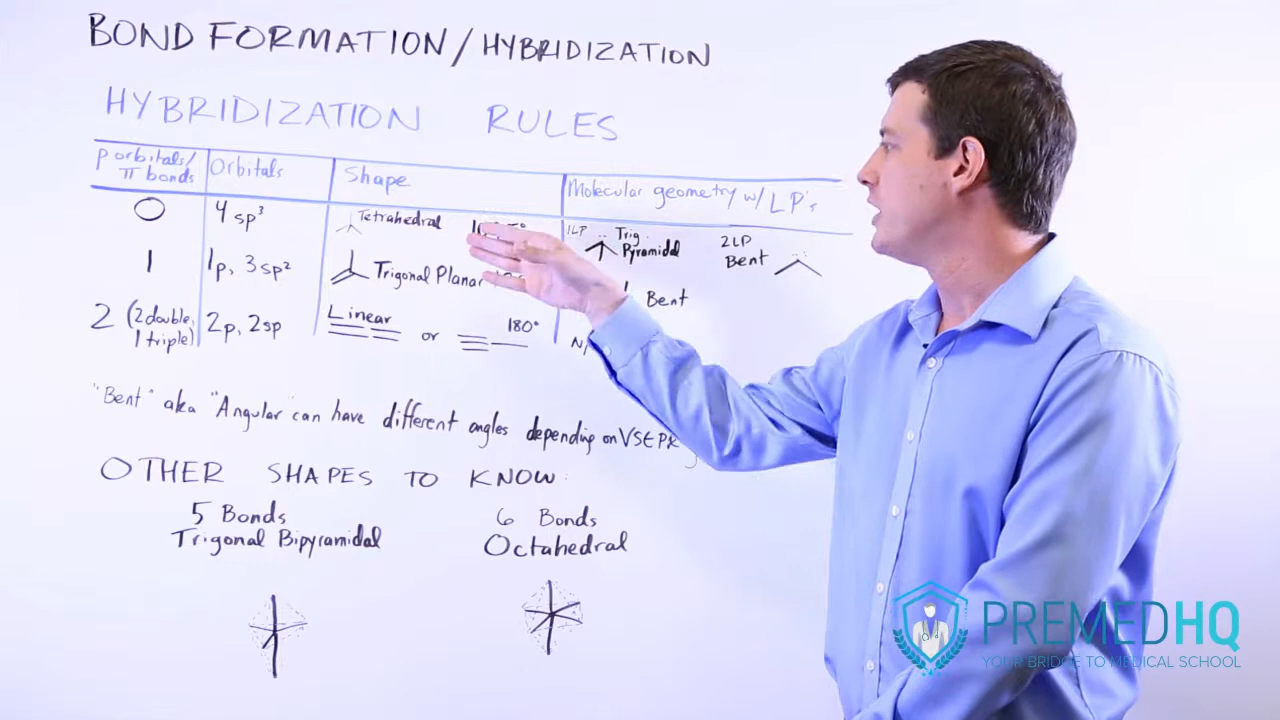 BOND FORMATION/HYBRIDIZATION
HYBRIDIZATION RULES
p orbitals/
π bonds
Orbitals
Shape
Molecular geometry w/ LP's
0
4 sp³
Tetrahedral
1LP
Trig.
Pyramidal
2LP
Bent
1
1p, 3sp²
Trigonal Planar
Bent
2 (2 double,
1 triple)
2p, 2sp
Linear
or
180°
"Bent" aka "Angular" can have different angles depending on VSEPR
OTHER SHAPES TO KNOW:
5 Bonds
Trigonal Bipyramidal
6 Bonds
Octahedral
PREMEDHQ
YOUR BRIDGE TO MEDICAL SCHOOL